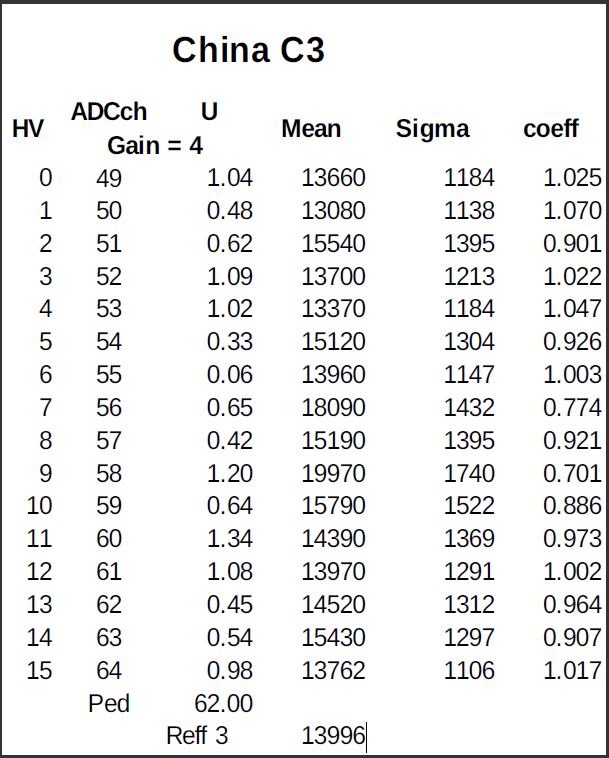 China C3
ADCch U
HV Mean Sigma coeff
Gain = 4
0 49 1.04 13660 1184 1.025
1 50 0.48 13080 1138 1.070
2 51 0.62 15540 1395 0.901
3 52 1.09 13700 1213 1.022
4 53 1.02 13370 1184 1.047
5 54 0.33 15120 1304 0.926
6 55 0.06 13960 1147 1.003
7 56 0.65 18090 1432 0.774
8 57 0.42 15190 1395 0.921
9 58 1.20 19970 1740 0.701
10 59 0.64 15790 1522 0.886
11 60 1.34 14390 1369 0.973
12 61 1.08 13970 1291 1.002
13 62 0.45 14520 1312 0.964
14 63 0.54 15430 1297 0.907
15 64 0.98 13762 1106 1.017
Ped 62.00
Reff 3 13996